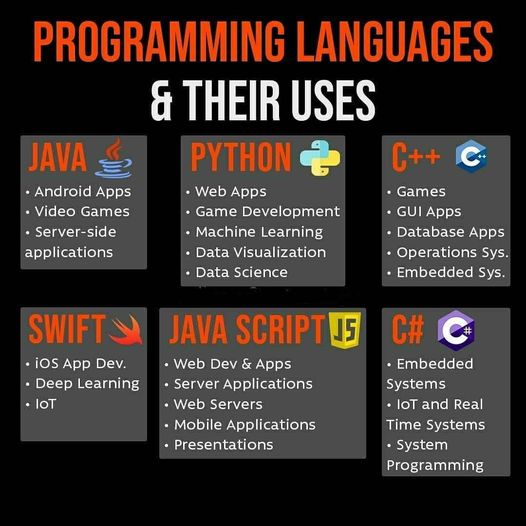 PROGRAMMING LANGUAGES
& THEIR USES
JAVA
• Android Apps
• Video Games
• Server-side
applications
PYTHON
• Web Apps
• Game Development
• Machine Learning
• Data Visualization
• Data Science
C++
C++
• Games
• GUI Apps
• Database Apps
• Operations Sys.
• Embedded Sys.
SWIFT
• iOS App Dev.
• Deep Learning
• IoT
JAVA SCRIPT JS
• Web Dev & Apps
• Server Applications
• Web Servers
• Mobile Applications
• Presentations
C#
C#
• Embedded
Systems
• IoT and Real
Time Systems
• System
Programming